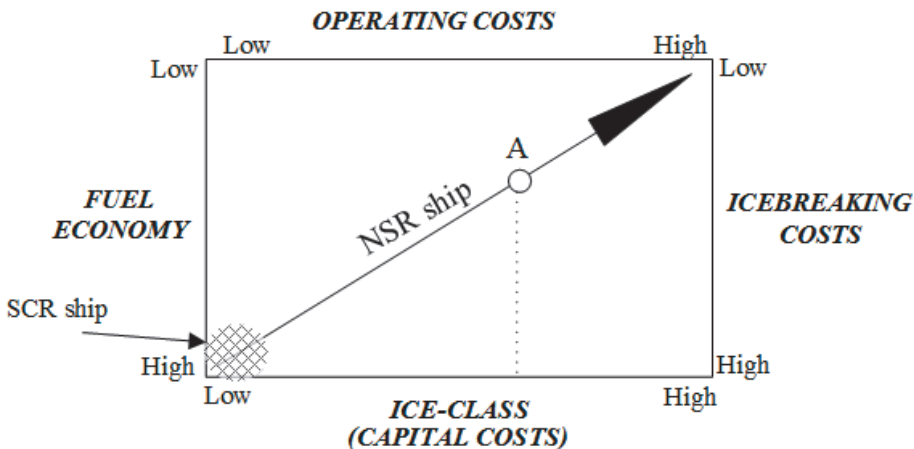 OPERATING COSTS
Low
High
Low
Low
A
NSR ship
FUEL
ECONOMY
ICEBREAKING
COSTS
SCR ship
High
High
Low
High
ICE-CLASS
(CAPITAL COSTS)